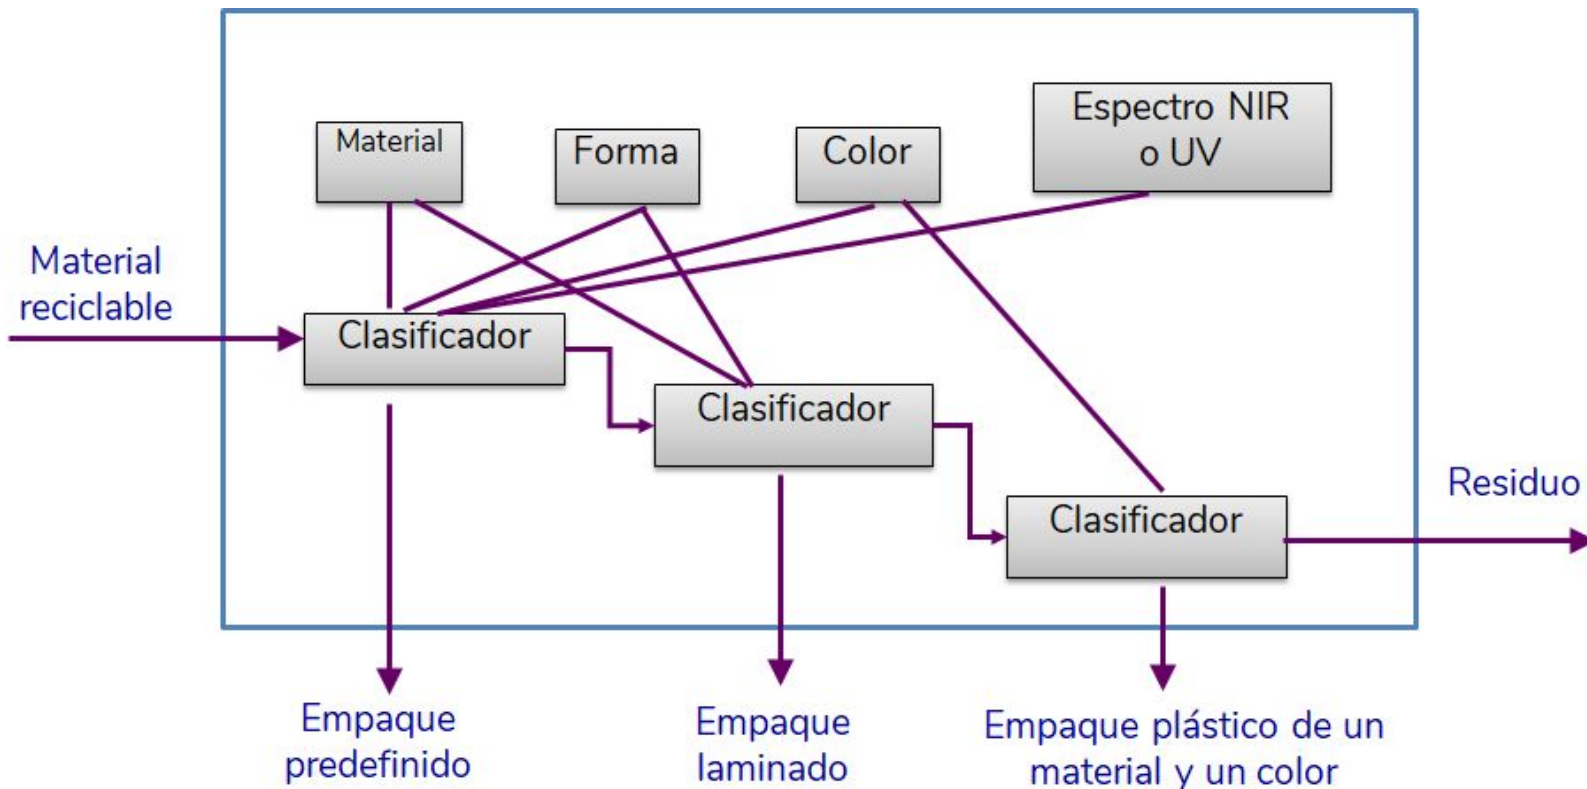 Material
Forma
Color
Espectro NIR
o UV
Material
reciclable
Clasificador
Clasificador
Clasificador
Residuo
Empaque
predefinido
Empaque
laminado
Empaque plástico de un
material y un color